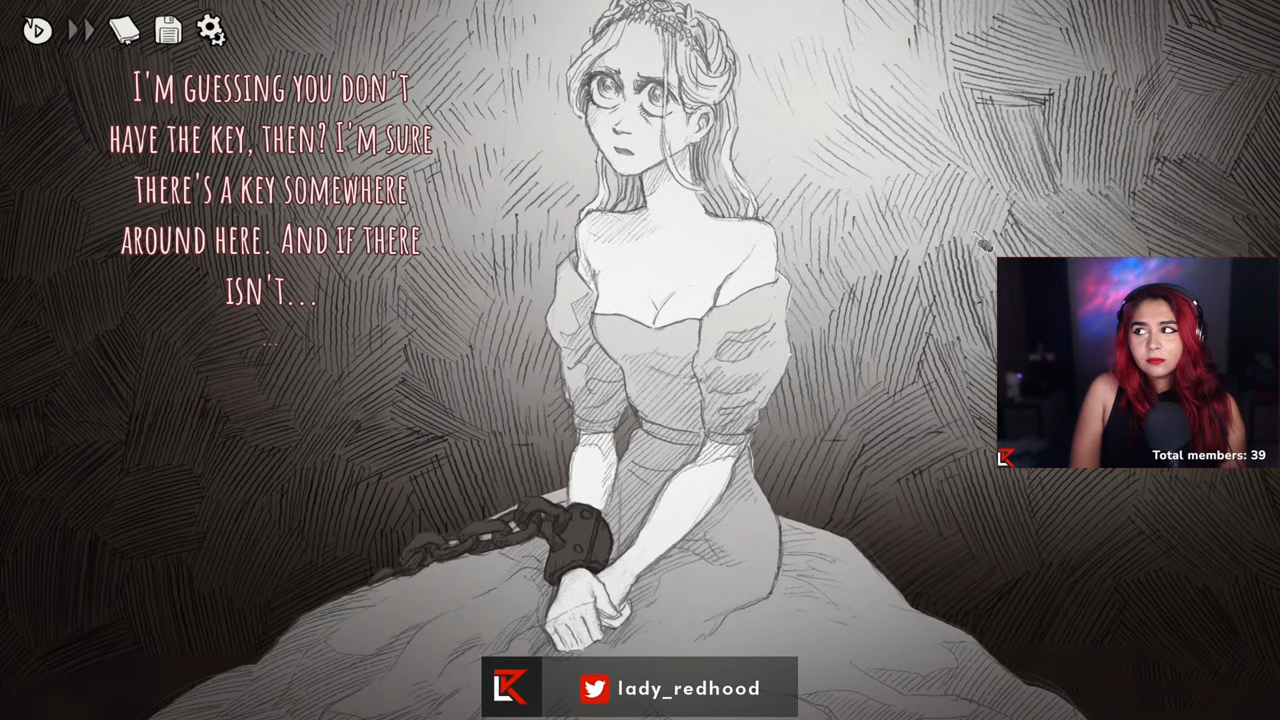 I'M GUESSING YOU DON'T
HAVE THE KEY, THEN? I'M SURE
THERE'S A KEY SOMEWHERE
AROUND HERE. AND IF THERE
ISN'T...
...
Total members: 39
lady_redhood